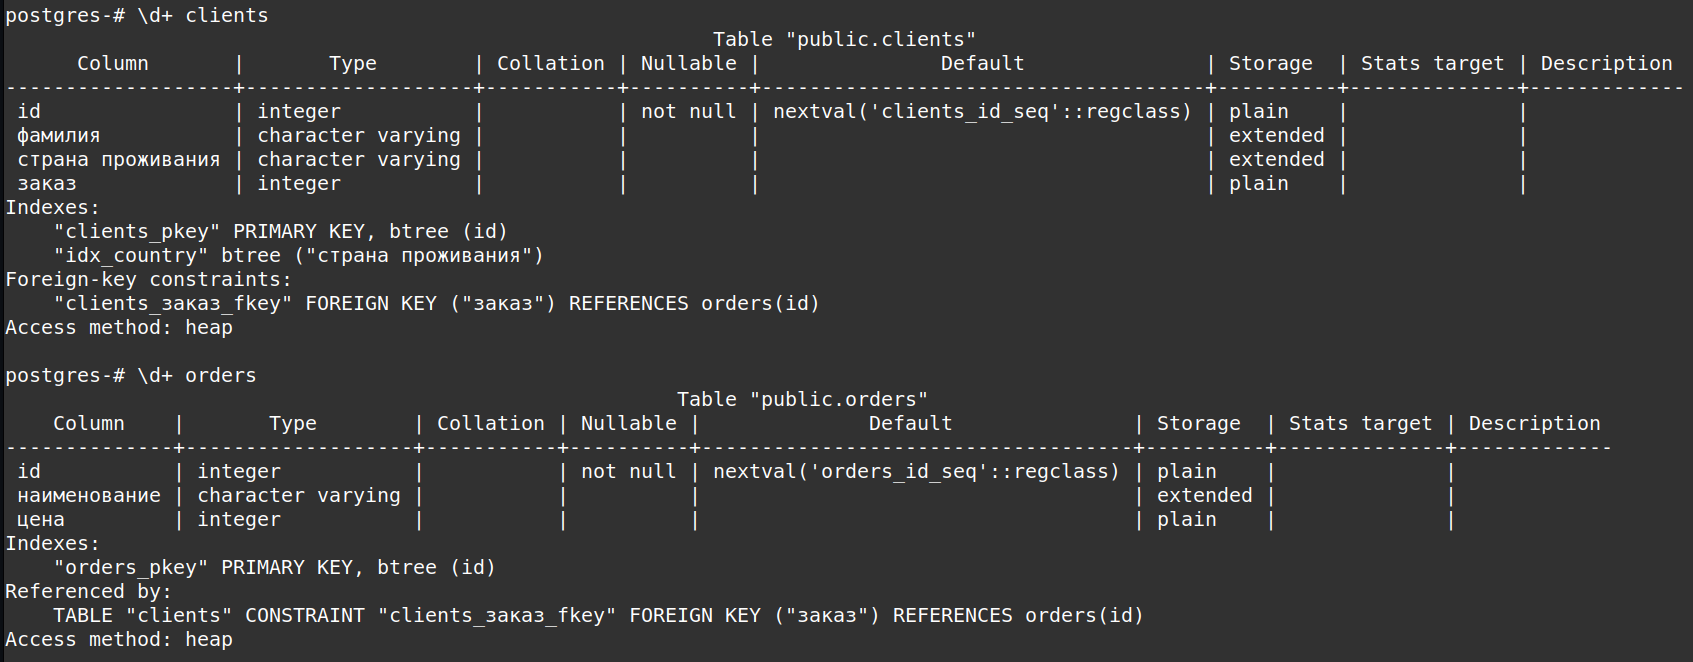 postgres-# \d+ clients
                                                           Table "public.clients"
      Column       |       Type        | Collation | Nullable |               Default               | Storage  | Stats target | Description
-------------------+-------------------+-----------+----------+-------------------------------------+----------+--------------+-------------
 id                | integer           |           | not null | nextval('clients_id_seq'::regclass) | plain    |              |
 фамилия           | character varying |           |          |                                     | extended |              |
 страна проживания | character varying |           |          |                                     | extended |              |
 заказ             | integer           |           |          |                                     | plain    |              |
Indexes:
    "clients_pkey" PRIMARY KEY, btree (id)
    "idx_country" btree ("страна проживания")
Foreign-key constraints:
    "clients_заказ_fkey" FOREIGN KEY ("заказ") REFERENCES orders(id)
Access method: heap

postgres-# \d+ orders
                                                        Table "public.orders"
    Column    |       Type        | Collation | Nullable |              Default               | Storage  | Stats target | Description
--------------+-------------------+-----------+----------+------------------------------------+----------+--------------+-------------
 id           | integer           |           | not null | nextval('orders_id_seq'::regclass) | plain    |              |
 наименование | character varying |           |          |                                    | extended |              |
 цена         | integer           |           |          |                                    | plain    |              |
Indexes:
    "orders_pkey" PRIMARY KEY, btree (id)
Referenced by:
    TABLE "clients" CONSTRAINT "clients_заказ_fkey" FOREIGN KEY ("заказ") REFERENCES orders(id)
Access method: heap